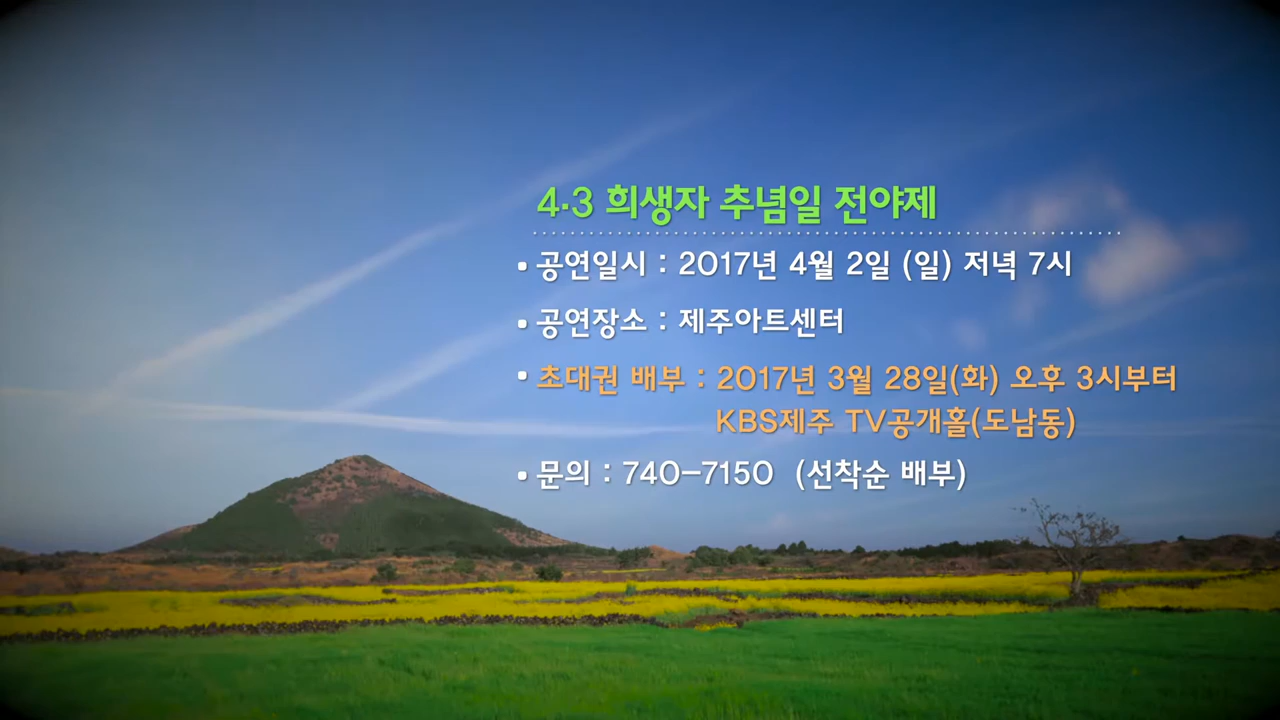 4·3 희생자 추념일 전야제
• 공연일시 : 2017년 4월 2일 (일) 저녁 7시
• 공연장소 : 제주아트센터
• 초대권 배부 : 2017년 3월 28일(화) 오후 3시부터
KBS제주 TV공개홀(도남동)
• 문의 : 740-7150 (선착순 배부)